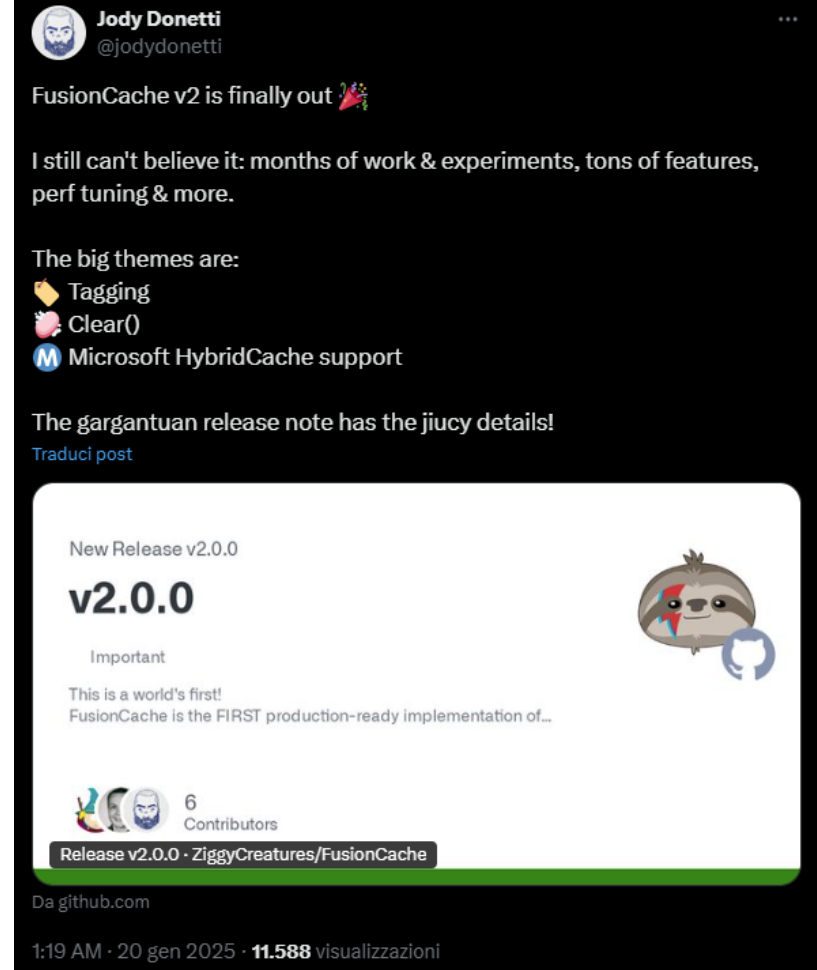 Jody Donetti
@jodydonetti
FusionCache v2 is finally out 🎉
I still can't believe it: months of work & experiments, tons of features,
perf tuning & more.
The big themes are:
🏷️ Tagging
🧼 Clear()
Ⓜ️ Microsoft HybridCache support
The gargantuan release note has the jiucy details!
Traduci post
New Release v2.0.0
v2.0.0
Important
This is a world's first!
FusionCache is the FIRST production-ready implementation of...
6
Contributors
Release v2.0.0 · ZiggyCreatures/FusionCache
Da github.com
1:19 AM · 20 gen 2025 · 11.588 visualizzazioni